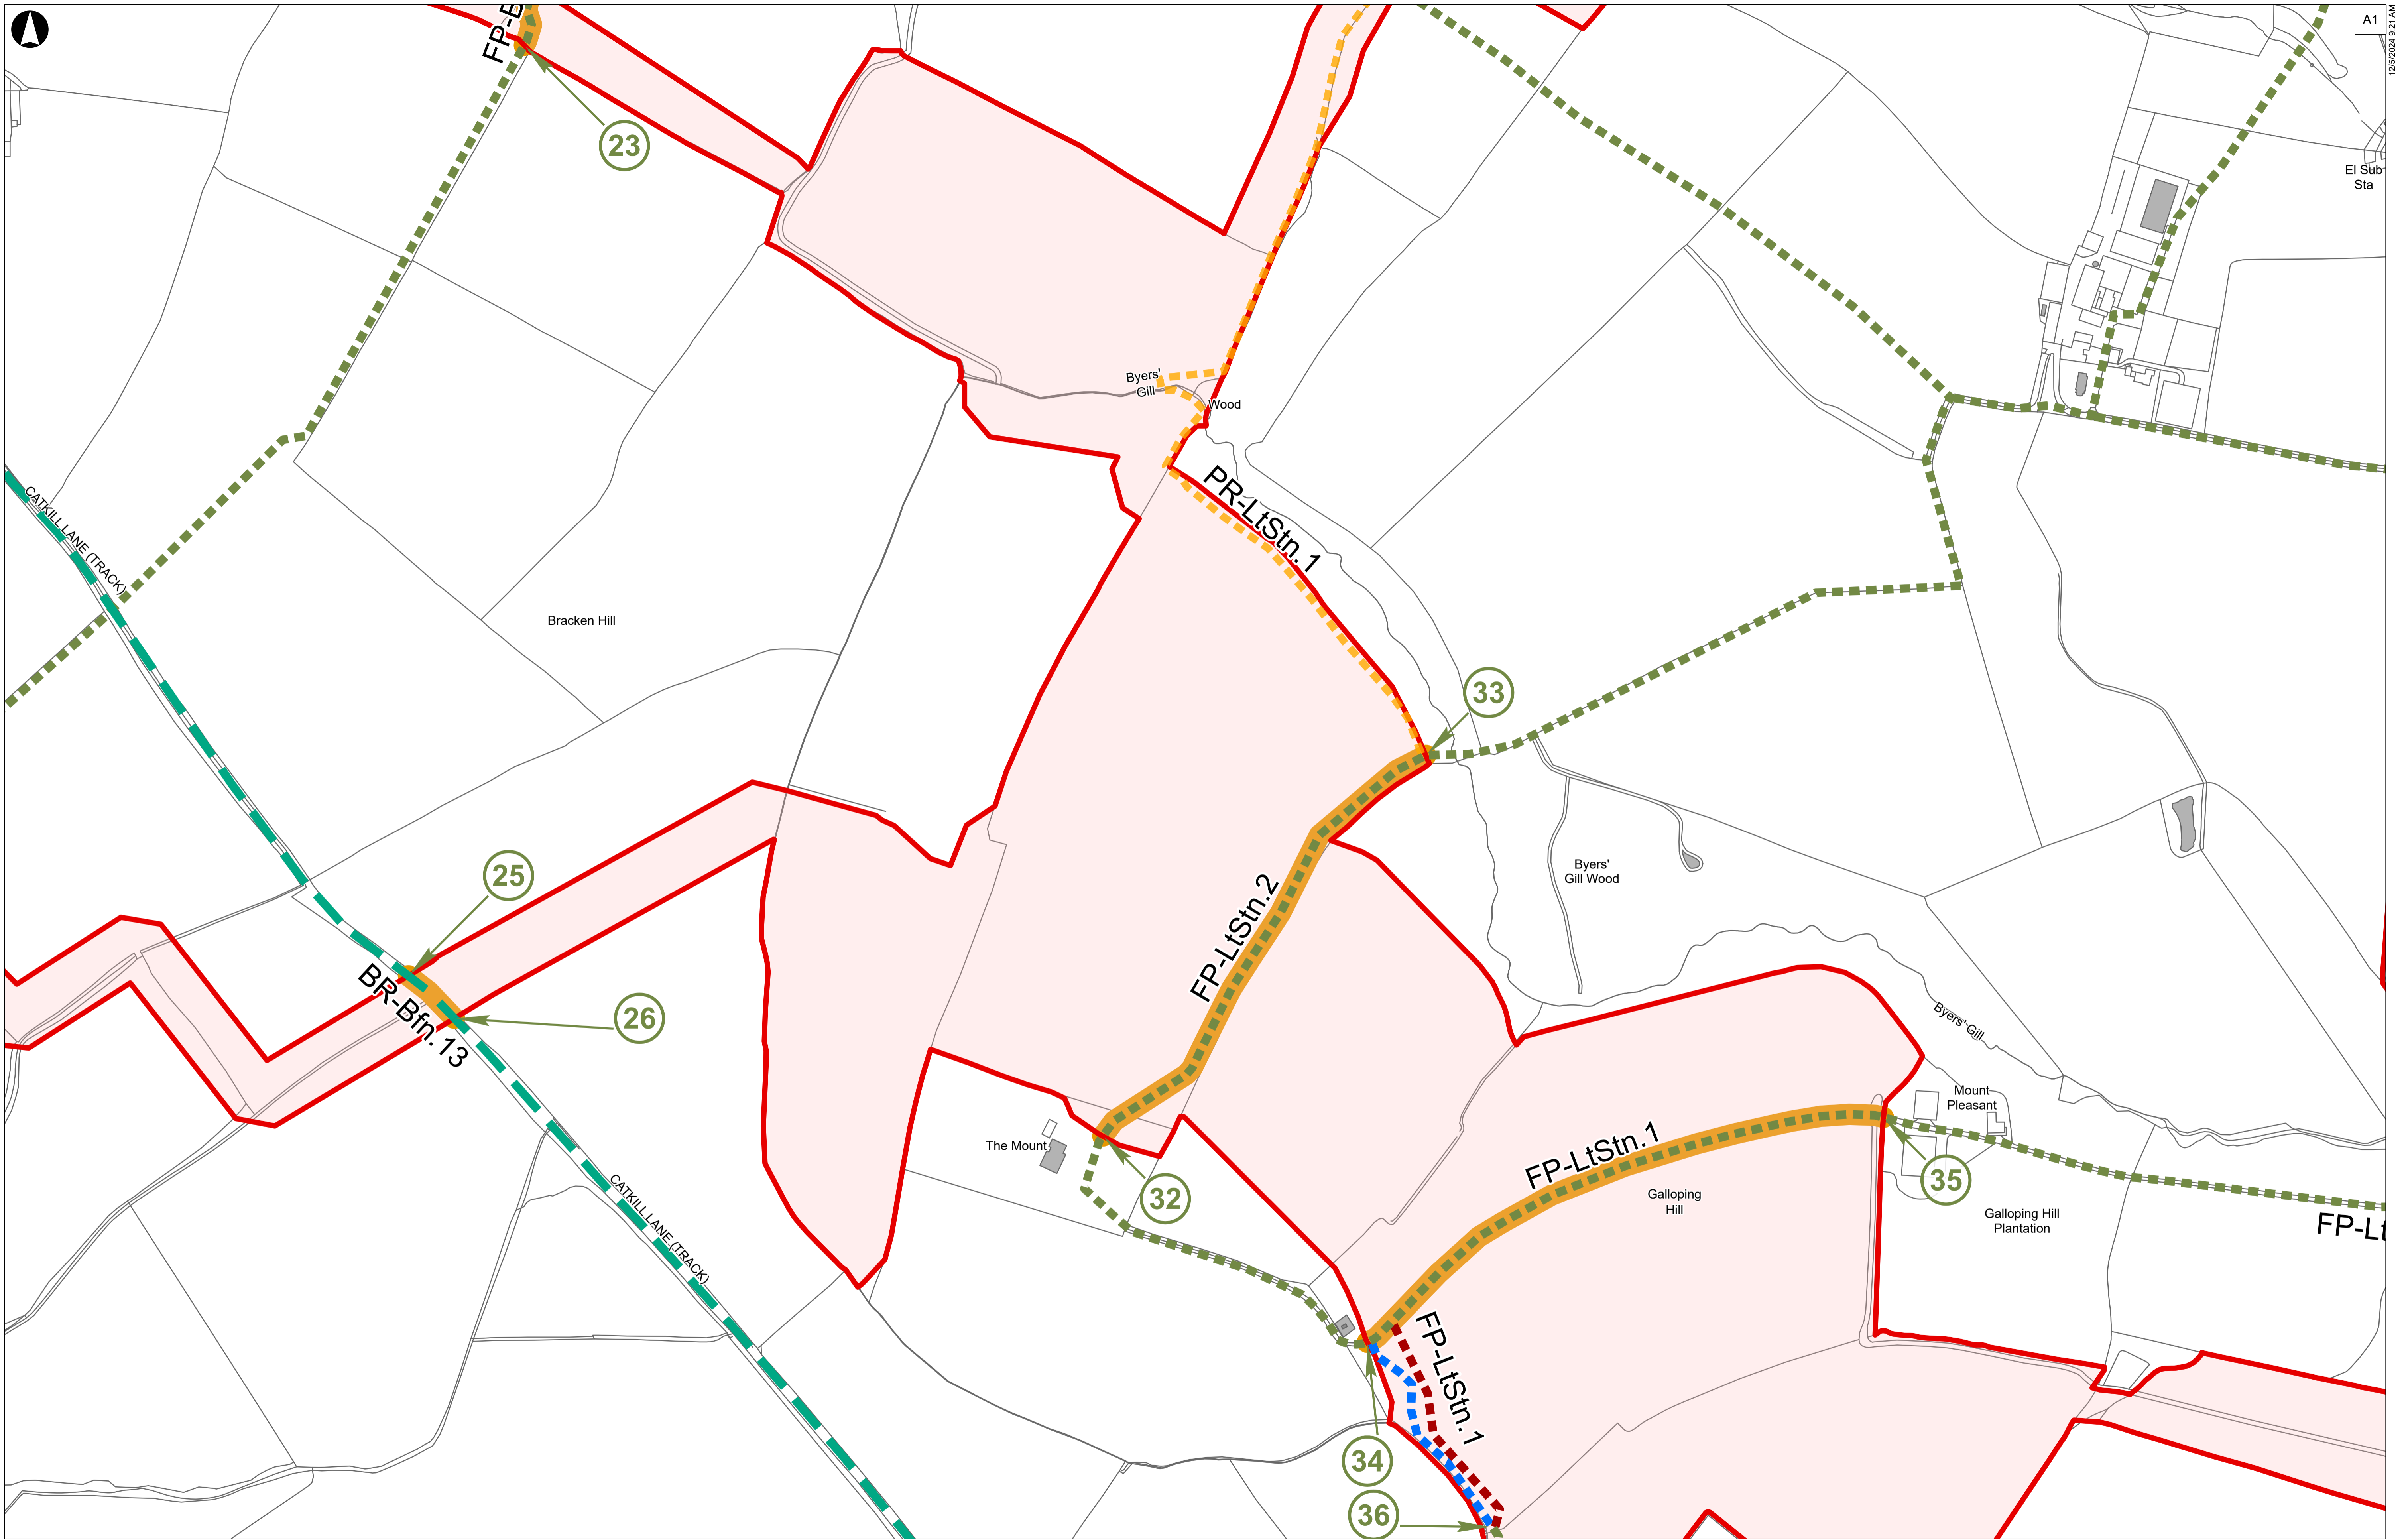 A1
12/5/2024 9:21 AM
FP-B
23
El Sub
Sta
Byers'
Gill
Wood
CATKILL LANE (TRACK)
PR-LtStn.1
Bracken Hill
33
Byers'
Gill Wood
25
FP-LtStn.2
26
BR-Bfn.13
Byers' Gill
Mount
Pleasant
The Mount
FP-LtStn.1
32
35
Galloping
Hill
Galloping Hill
Plantation
FP-Lt
CATKILL LANE (TRACK)
FP-LtStn.1
34
36